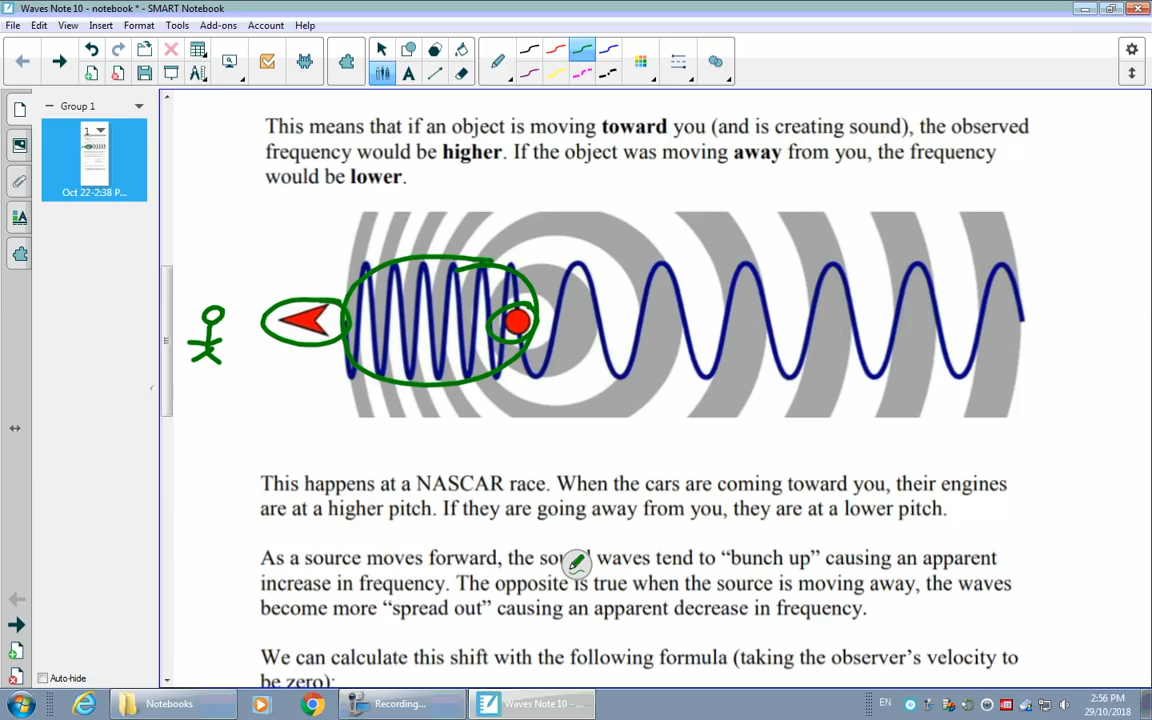 Waves Note 10 - notebook * - SMART Notebook
File Edit View Insert Format Tools Add-ons Account Help
Group 1
1
Oct 22-2:38 P...
This means that if an object is moving toward you (and is creating sound), the observed
frequency would be higher. If the object was moving away from you, the frequency
would be lower.
This happens at a NASCAR race. When the cars are coming toward you, their engines
are at a higher pitch. If they are going away from you, they are at a lower pitch.
As a source moves forward, the sound waves tend to “bunch up” causing an apparent
increase in frequency. The opposite is true when the source is moving away, the waves
become more “spread out” causing an apparent decrease in frequency.
We can calculate this shift with the following formula (taking the observer’s velocity to
be zero):
Auto-hide
Notebooks
Recording...
Waves Note 10 - ...
EN
2:56 PM
29/10/2018